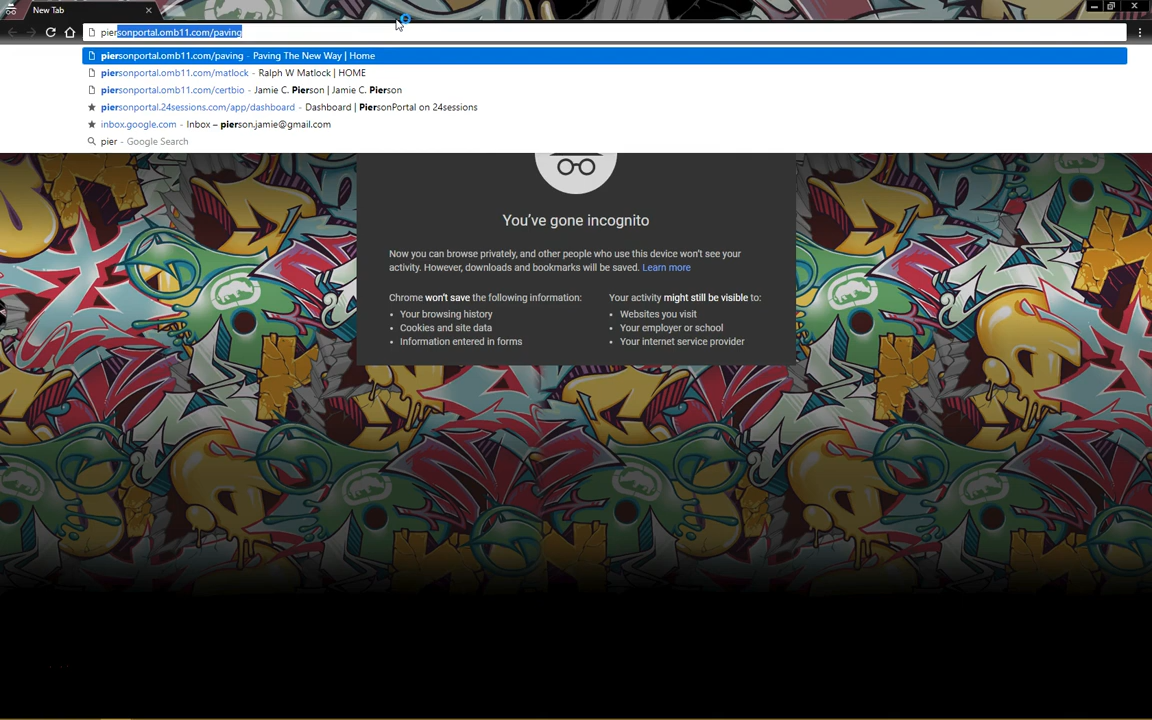 New Tab
piersonportal.omb11.com/paving
piersonportal.omb11.com/paving - Paving The New Way | Home
piersonportal.omb11.com/matlock - Ralph W Matlock | HOME
piersonportal.omb11.com/certbio - Jamie C. Pierson | Jamie C. Pierson
piersonportal.24sessions.com/app/dashboard - Dashboard | PiersonPortal on 24sessions
inbox.google.com - Inbox – pierson.jamie@gmail.com
pier - Google Search
You've gone incognito
Now you can browse privately, and other people who use this device won't see your
activity. However, downloads and bookmarks will be saved. Learn more
Chrome won't save the following information:
• Your browsing history
• Cookies and site data
• Information entered in forms
Your activity might still be visible to:
• Websites you visit
• Your employer or school
• Your internet service provider